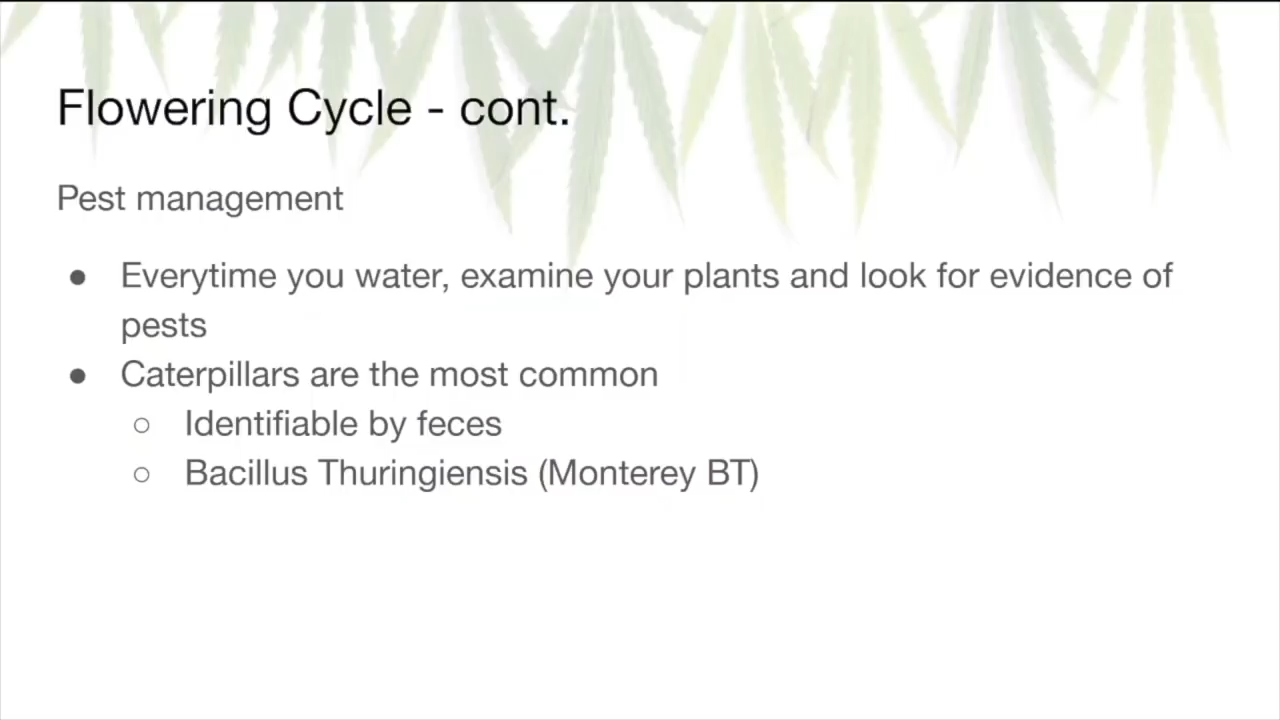 Flowering Cycle - cont.
Pest management
● Everytime you water, examine your plants and look for evidence of
pests
● Caterpillars are the most common
○ Identifiable by feces
○ Bacillus Thuringiensis (Monterey BT)